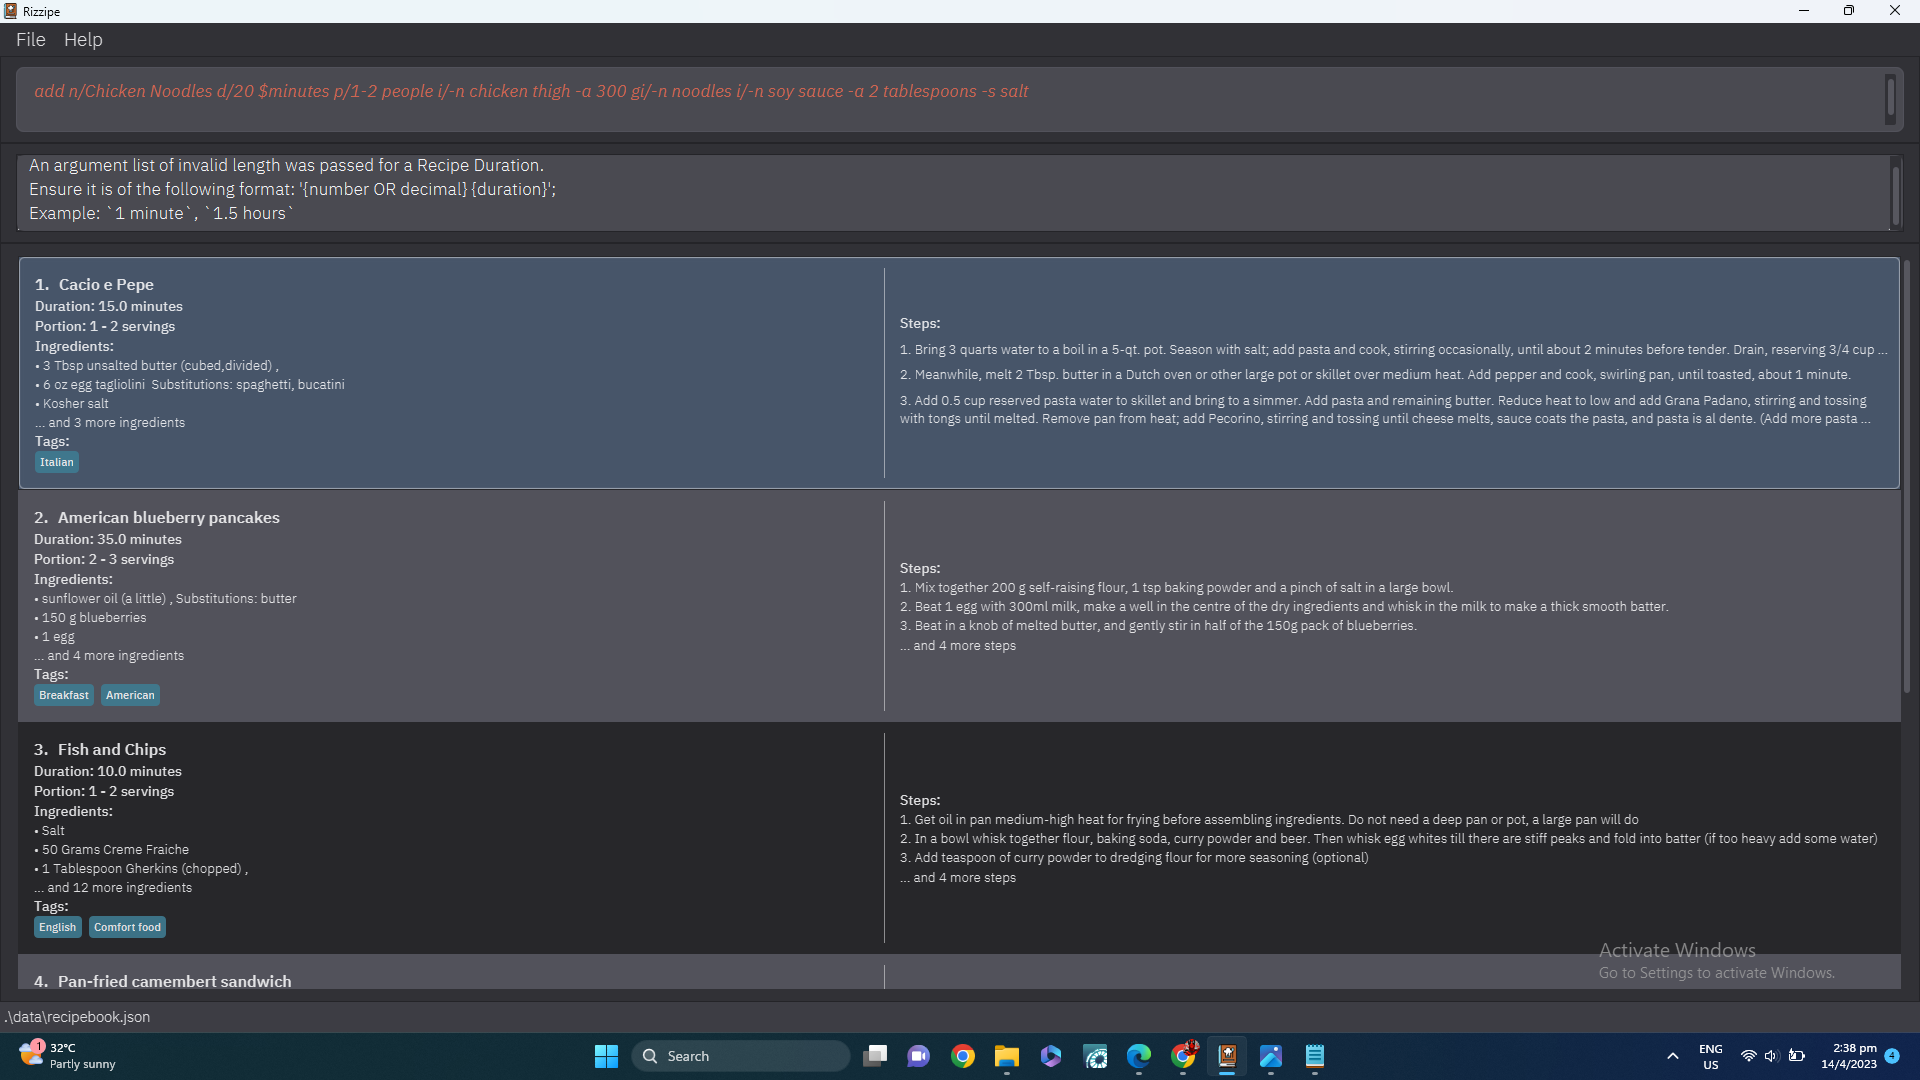 Rizzipe
File Help
add n/Chicken Noodles d/20 $minutes p/1-2 people i/-n chicken thigh -a 300 gi/-n noodles i/-n soy sauce -a 2 tablespoons -s salt
An argument list of invalid length was passed for a Recipe Duration.
Ensure it is of the following format: '{number OR decimal} {duration}';
Example: `1 minute`, `1.5 hours`
1. Cacio e Pepe
Duration: 15.0 minutes
Portion: 1 - 2 servings
Ingredients:
• 3 Tbsp unsalted butter (cubed,divided) ,
• 6 oz egg tagliolini Substitutions: spaghetti, bucatini
• Kosher salt
... and 3 more ingredients
Tags:
Italian
Steps:
1. Bring 3 quarts water to a boil in a 5-qt. pot. Season with salt; add pasta and cook, stirring occasionally, until about 2 minutes before tender. Drain, reserving 3/4 cup ...
2. Meanwhile, melt 2 Tbsp. butter in a Dutch oven or other large pot or skillet over medium heat. Add pepper and cook, swirling pan, until toasted, about 1 minute.
3. Add 0.5 cup reserved pasta water to skillet and bring to a simmer. Add pasta and remaining butter. Reduce heat to low and add Grana Padano, stirring and tossing
with tongs until melted. Remove pan from heat; add Pecorino, stirring and tossing until cheese melts, sauce coats the pasta, and pasta is al dente. (Add more pasta ...
2. American blueberry pancakes
Duration: 35.0 minutes
Portion: 2 - 3 servings
Ingredients:
• sunflower oil (a little) , Substitutions: butter
• 150 g blueberries
• 1 egg
... and 4 more ingredients
Tags:
Breakfast American
Steps:
1. Mix together 200 g self-raising flour, 1 tsp baking powder and a pinch of salt in a large bowl.
2. Beat 1 egg with 300ml milk, make a well in the centre of the dry ingredients and whisk in the milk to make a thick smooth batter.
3. Beat in a knob of melted butter, and gently stir in half of the 150g pack of blueberries.
... and 4 more steps
3. Fish and Chips
Duration: 10.0 minutes
Portion: 1 - 2 servings
Ingredients:
• Salt
• 50 Grams Creme Fraiche
• 1 Tablespoon Gherkins (chopped) ,
... and 12 more ingredients
Tags:
English Comfort food
Steps:
1. Get oil in pan medium-high heat for frying before assembling ingredients. Do not need a deep pan or pot, a large pan will do
2. In a bowl whisk together flour, baking soda, curry powder and beer. Then whisk egg whites till there are stiff peaks and fold into batter (if too heavy add some water)
3. Add teaspoon of curry powder to dredging flour for more seasoning (optional)
... and 4 more steps
4. Pan-fried camembert sandwich
Activate Windows
Go to Settings to activate Windows.
.\data\recipebook.json
1
32°C
Partly sunny
Search
ENG
US
2:38 pm
14/4/2023
4